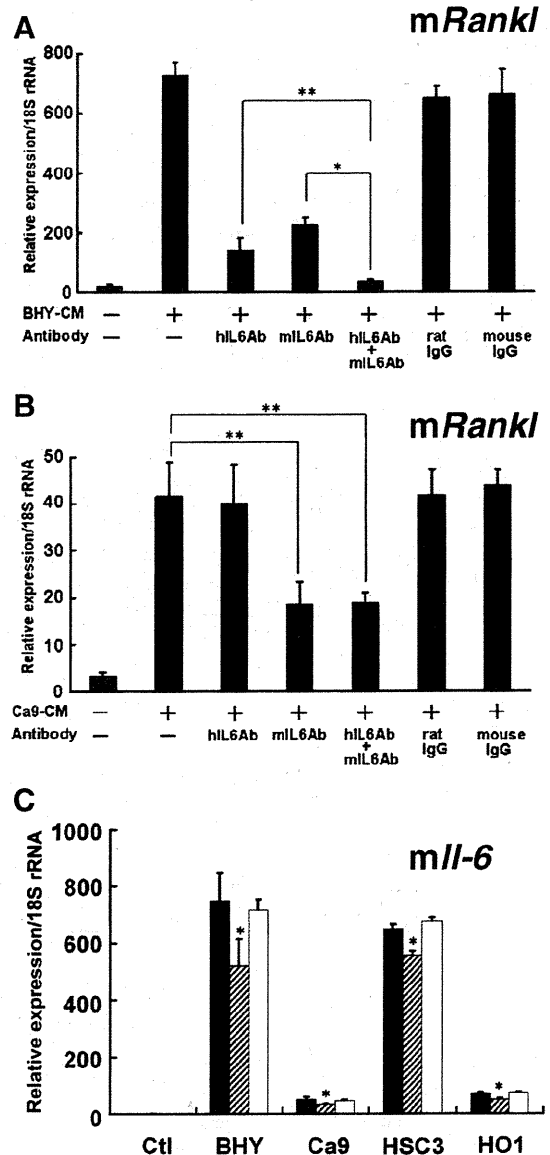 A
mRankl
Relative expression/18S rRNA
800
600
400
200
0
**
*
BHY-CM − + + + + + +
Antibody − − hIL6Ab mIL6Ab hIL6Ab + mIL6Ab rat IgG mouse IgG
B
mRankl
Relative expression/18S rRNA
50
40
30
20
10
0
**
**
Ca9-CM − + + + + + +
Antibody − − hIL6Ab mIL6Ab hIL6Ab + mIL6Ab rat IgG mouse IgG
C
mIl-6
Relative expression/18S rRNA
1000
800
600
400
200
0
* * * *
Ctl BHY Ca9 HSC3 HO1